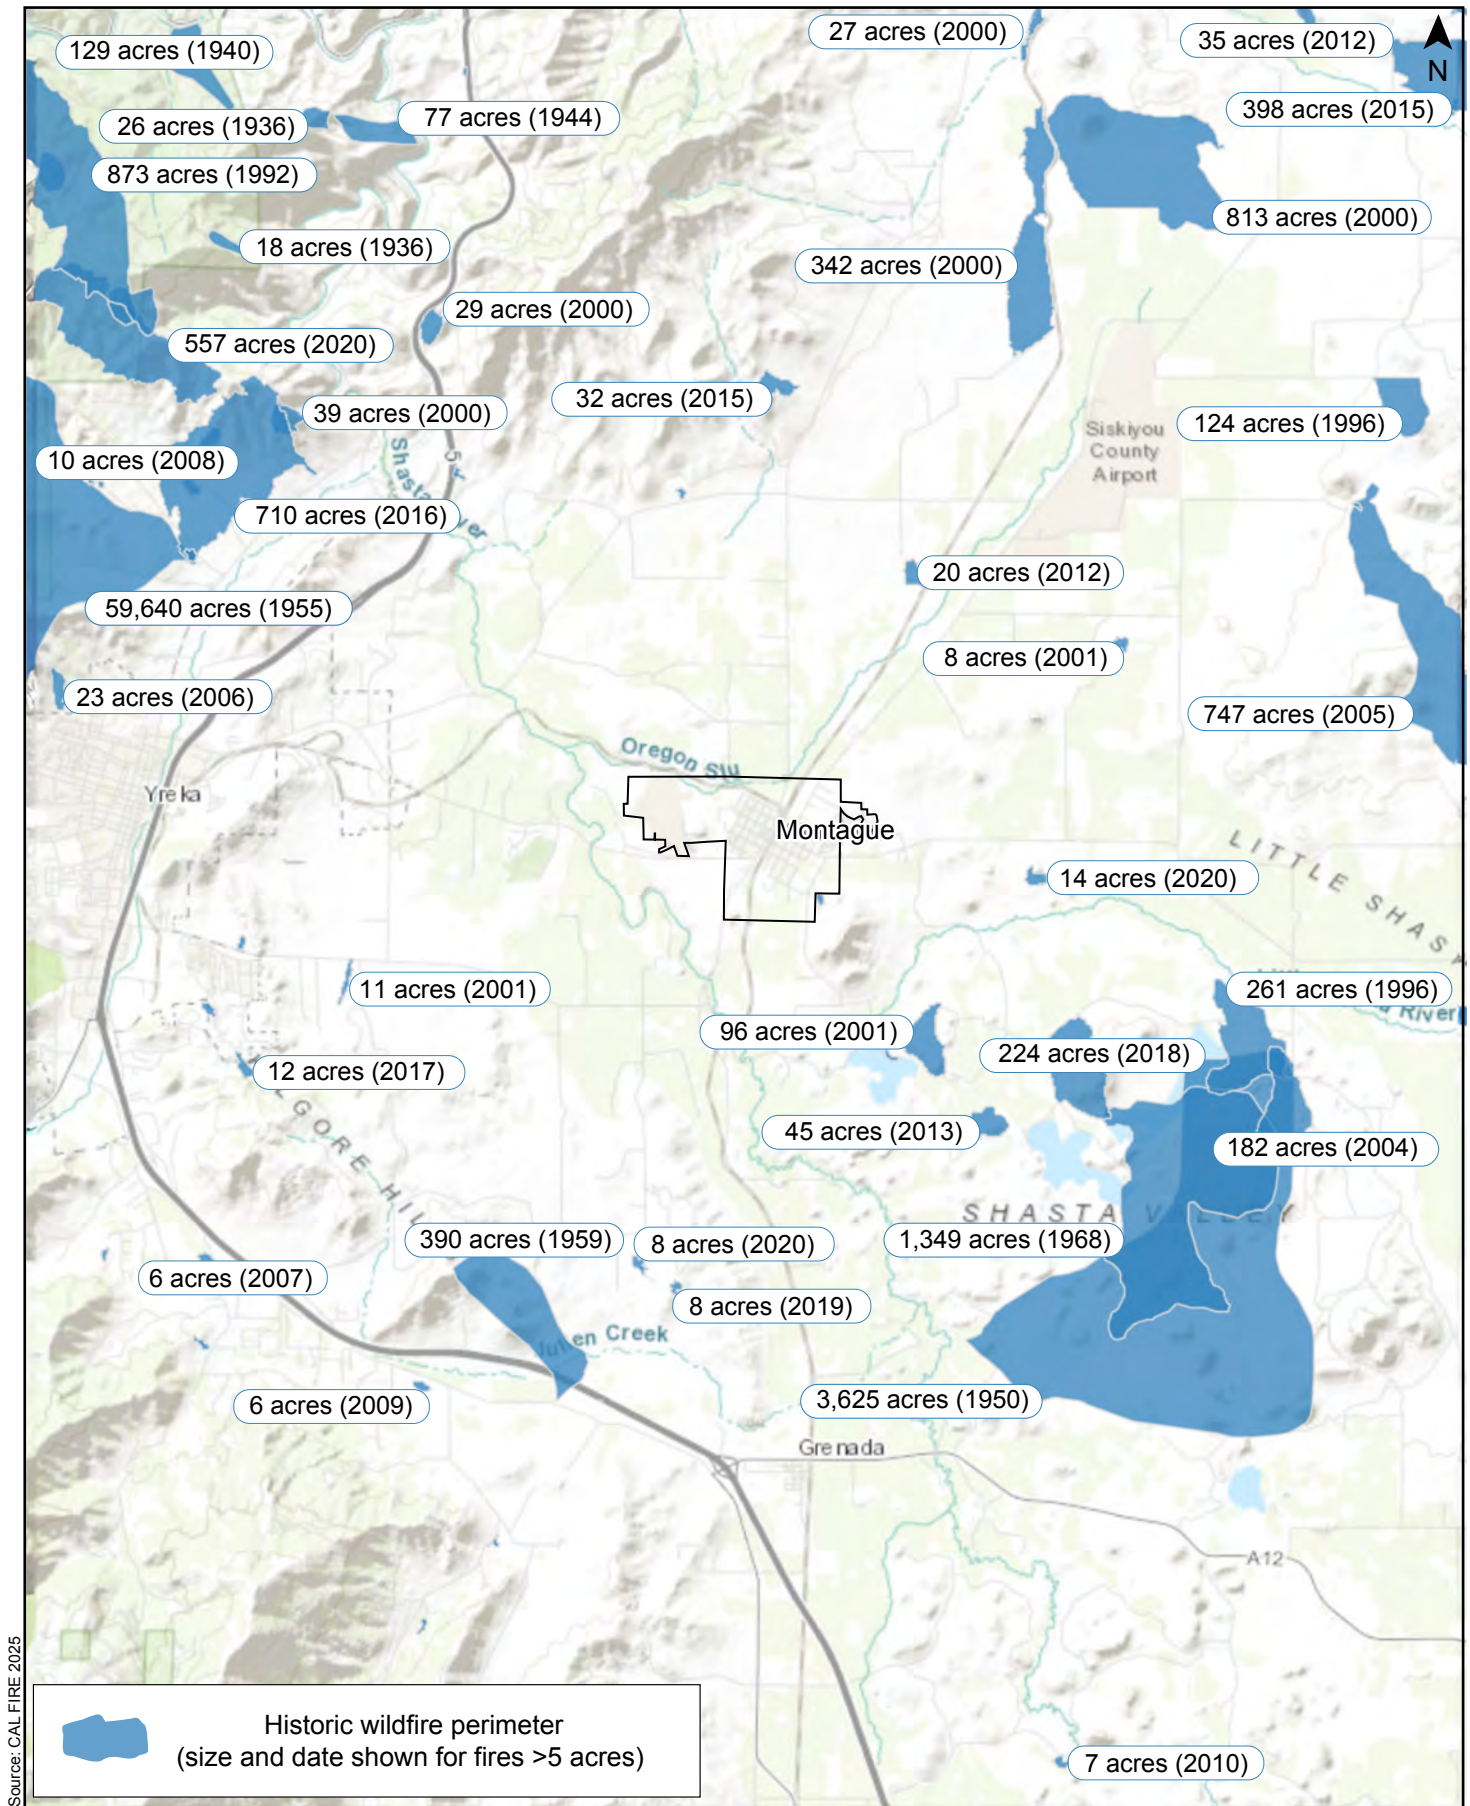 27 acres (2000)
35 acres (2012)
N
129 acres (1940)
398 acres (2015)
77 acres (1944)
26 acres (1936)
873 acres (1992)
813 acres (2000)
18 acres (1936)
342 acres (2000)
29 acres (2000)
557 acres (2020)
32 acres (2015)
39 acres (2000)
124 acres (1996)
Siskiyou
County
Airport
10 acres (2008)
5
Shasta
710 acres (2016)
20 acres (2012)
59,640 acres (1955)
8 acres (2001)
23 acres (2006)
747 acres (2005)
Oregon Slu
Yreka
Montague
14 acres (2020)
LITTLE SHAS
11 acres (2001)
261 acres (1996)
River
96 acres (2001)
224 acres (2018)
12 acres (2017)
LGORE HIL
45 acres (2013)
182 acres (2004)
SHASTA VALLEY
390 acres (1959)
8 acres (2020)
1,349 acres (1968)
6 acres (2007)
8 acres (2019)
Julien Creek
3,625 acres (1950)
6 acres (2009)
Grenada
A12
Source: CAL FIRE 2025
Historic wildfire perimeter
(size and date shown for fires >5 acres)
7 acres (2010)